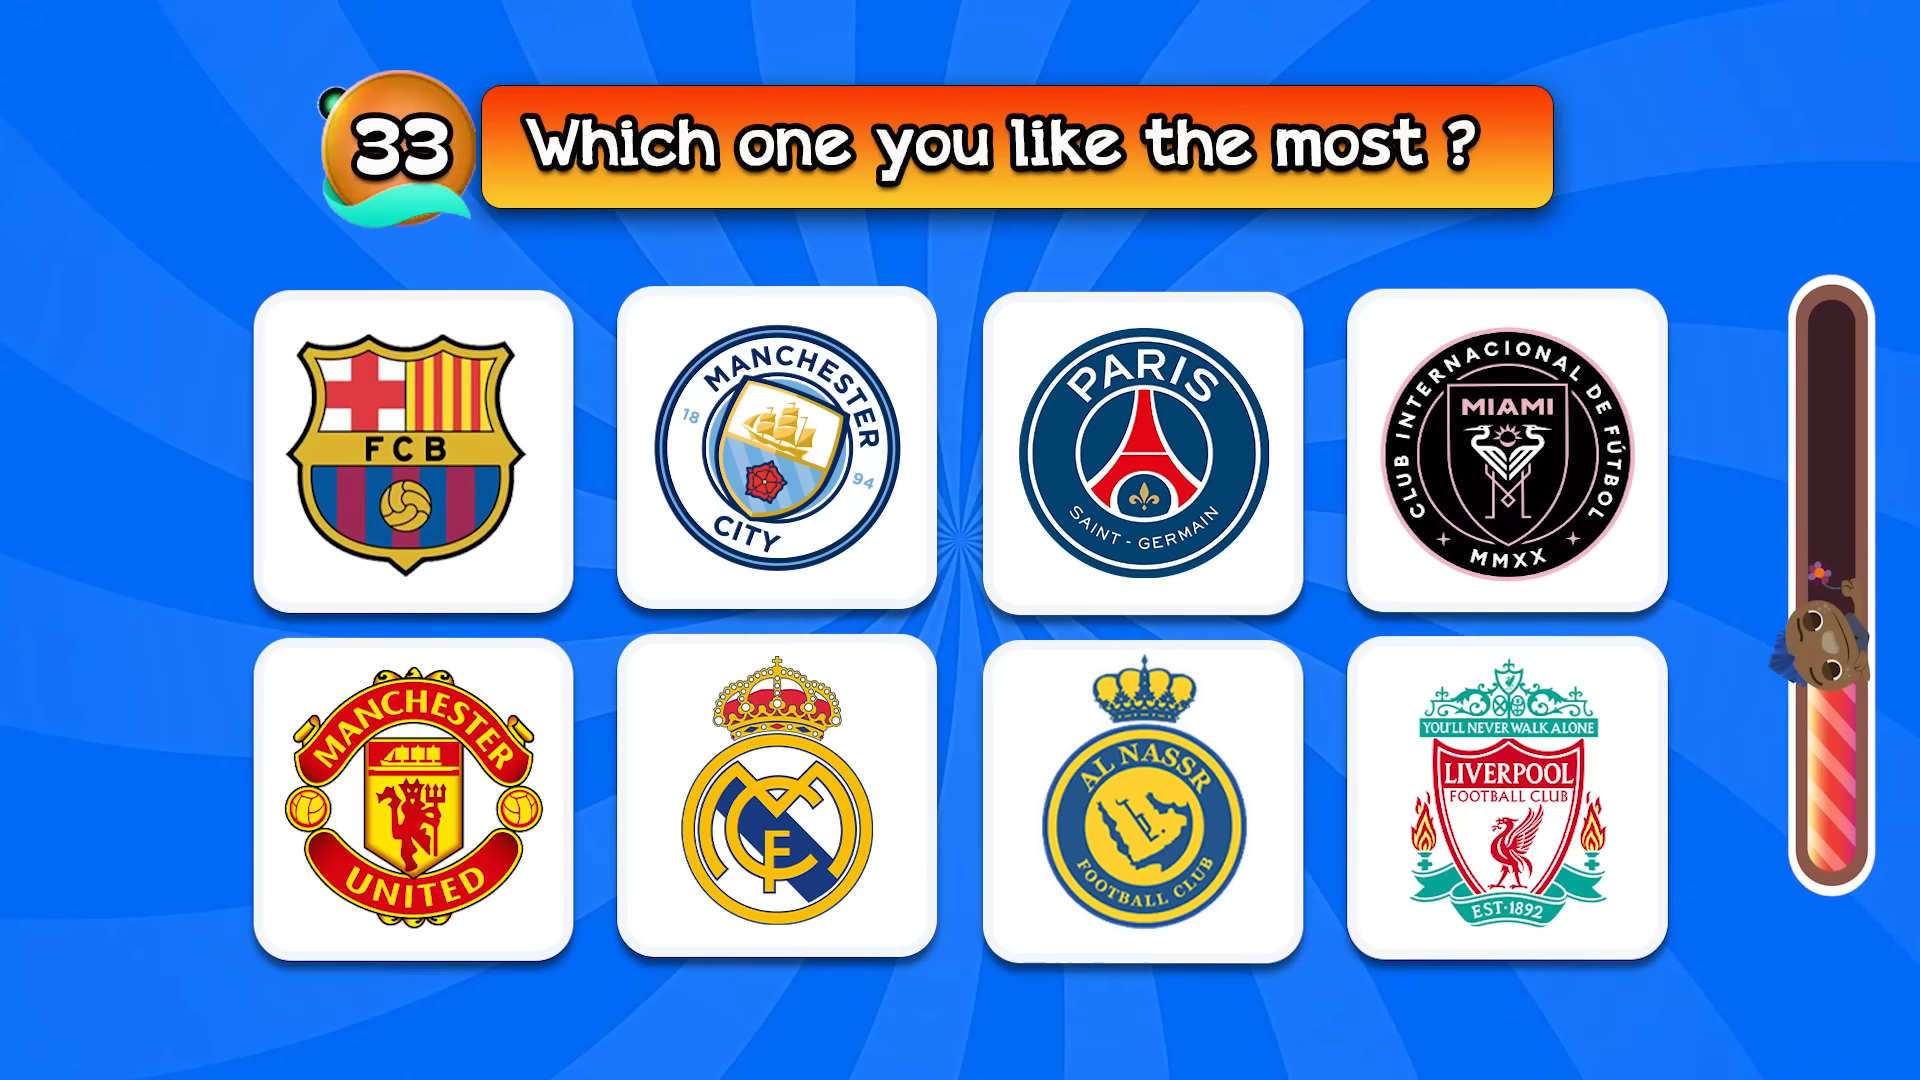 33
Which one you like the most ?
FCB
MANCHESTER
18
94
CITY
PARIS
SAINT - GERMAIN
CLUB INTERNACIONAL DE FÚTBOL
MIAMI
MMXX
MANCHESTER
UNITED
AL NASSR
FOOTBALL CLUB
YOU'LL NEVER WALK ALONE
LIVERPOOL
FOOTBALL CLUB
EST·1892